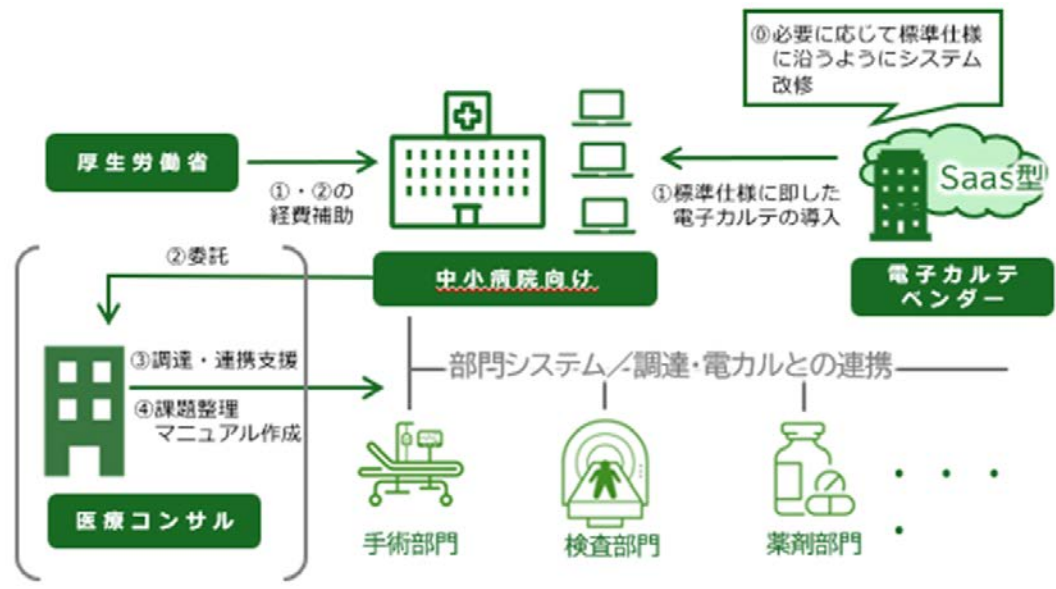 ⓪必要に応じて標準仕様
に沿うようにシステム
改修
厚生労働省
①・②の
経費補助
①標準仕様に即した
電子カルテの導入
Saas型
②委託
中小病院向け
電子カルテ
ベンダー
③調達・連携支援
④課題整理
マニュアル作成
部門システム／調達・電カルとの連携
医療コンサル
手術部門
検査部門
薬剤部門